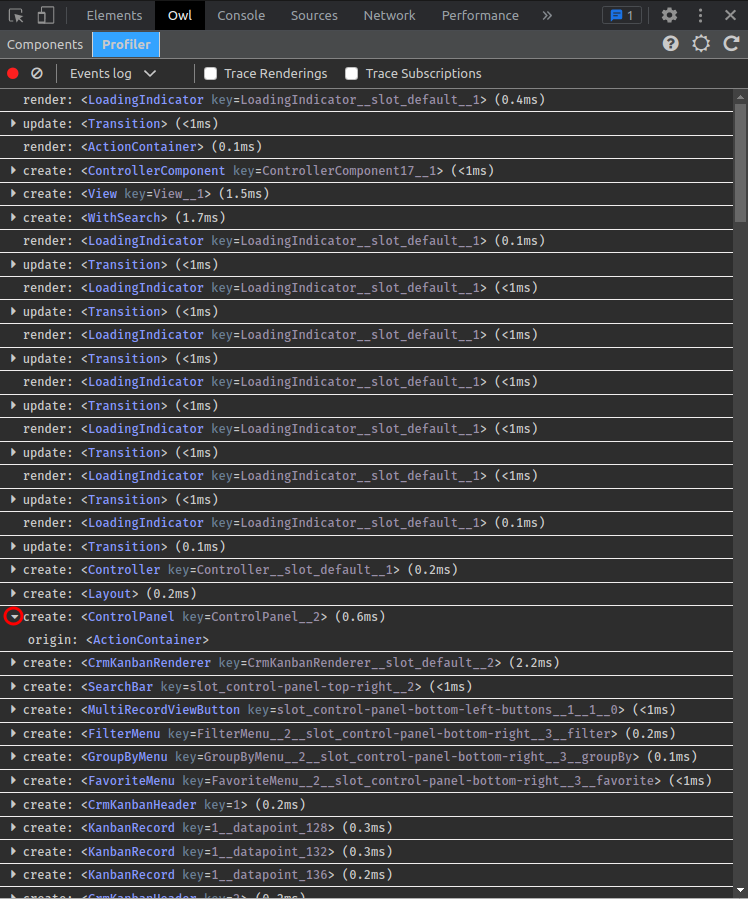 Elements Owl Console Sources Network Performance » 1
Components Profiler
Events log Trace Renderings Trace Subscriptions
render: <LoadingIndicator key=LoadingIndicator__slot_default__1> (0.4ms)
update: <Transition> (<1ms)
render: <ActionContainer> (0.1ms)
create: <ControllerComponent key=ControllerComponent17__1> (<1ms)
create: <View key=View__1> (1.5ms)
create: <WithSearch> (1.7ms)
render: <LoadingIndicator key=LoadingIndicator__slot_default__1> (0.1ms)
update: <Transition> (<1ms)
render: <LoadingIndicator key=LoadingIndicator__slot_default__1> (<1ms)
update: <Transition> (<1ms)
render: <LoadingIndicator key=LoadingIndicator__slot_default__1> (<1ms)
update: <Transition> (<1ms)
render: <LoadingIndicator key=LoadingIndicator__slot_default__1> (<1ms)
update: <Transition> (<1ms)
render: <LoadingIndicator key=LoadingIndicator__slot_default__1> (<1ms)
update: <Transition> (<1ms)
render: <LoadingIndicator key=LoadingIndicator__slot_default__1> (<1ms)
update: <Transition> (<1ms)
render: <LoadingIndicator key=LoadingIndicator__slot_default__1> (0.1ms)
update: <Transition> (0.1ms)
create: <Controller key=Controller__slot_default__1> (0.2ms)
create: <Layout> (0.2ms)
create: <ControlPanel key=ControlPanel__2> (0.6ms)
origin: <ActionContainer>
create: <CrmKanbanRenderer key=CrmKanbanRenderer__slot_default__2> (2.2ms)
create: <SearchBar key=slot_control-panel-top-right__2> (<1ms)
create: <MultiRecordViewButton key=slot_control-panel-bottom-left-buttons__1__1__0> (<1ms)
create: <FilterMenu key=FilterMenu__2__slot_control-panel-bottom-right__3__filter> (0.2ms)
create: <GroupByMenu key=GroupByMenu__2__slot_control-panel-bottom-right__3__groupBy> (0.1ms)
create: <FavoriteMenu key=FavoriteMenu__2__slot_control-panel-bottom-right__3__favorite> (<1ms)
create: <CrmKanbanHeader key=1> (0.2ms)
create: <KanbanRecord key=1__datapoint_128> (0.3ms)
create: <KanbanRecord key=1__datapoint_132> (0.3ms)
create: <KanbanRecord key=1__datapoint_136> (0.2ms)
create: <CrmKanbanHeader